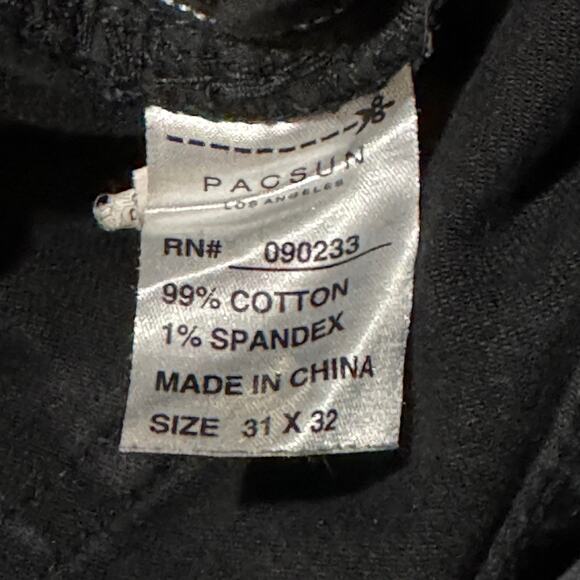 PACSUN
LOS ANGELES
RN# 090233
99% COTTON
1% SPANDEX
MADE IN CHINA
SIZE 31 X 32